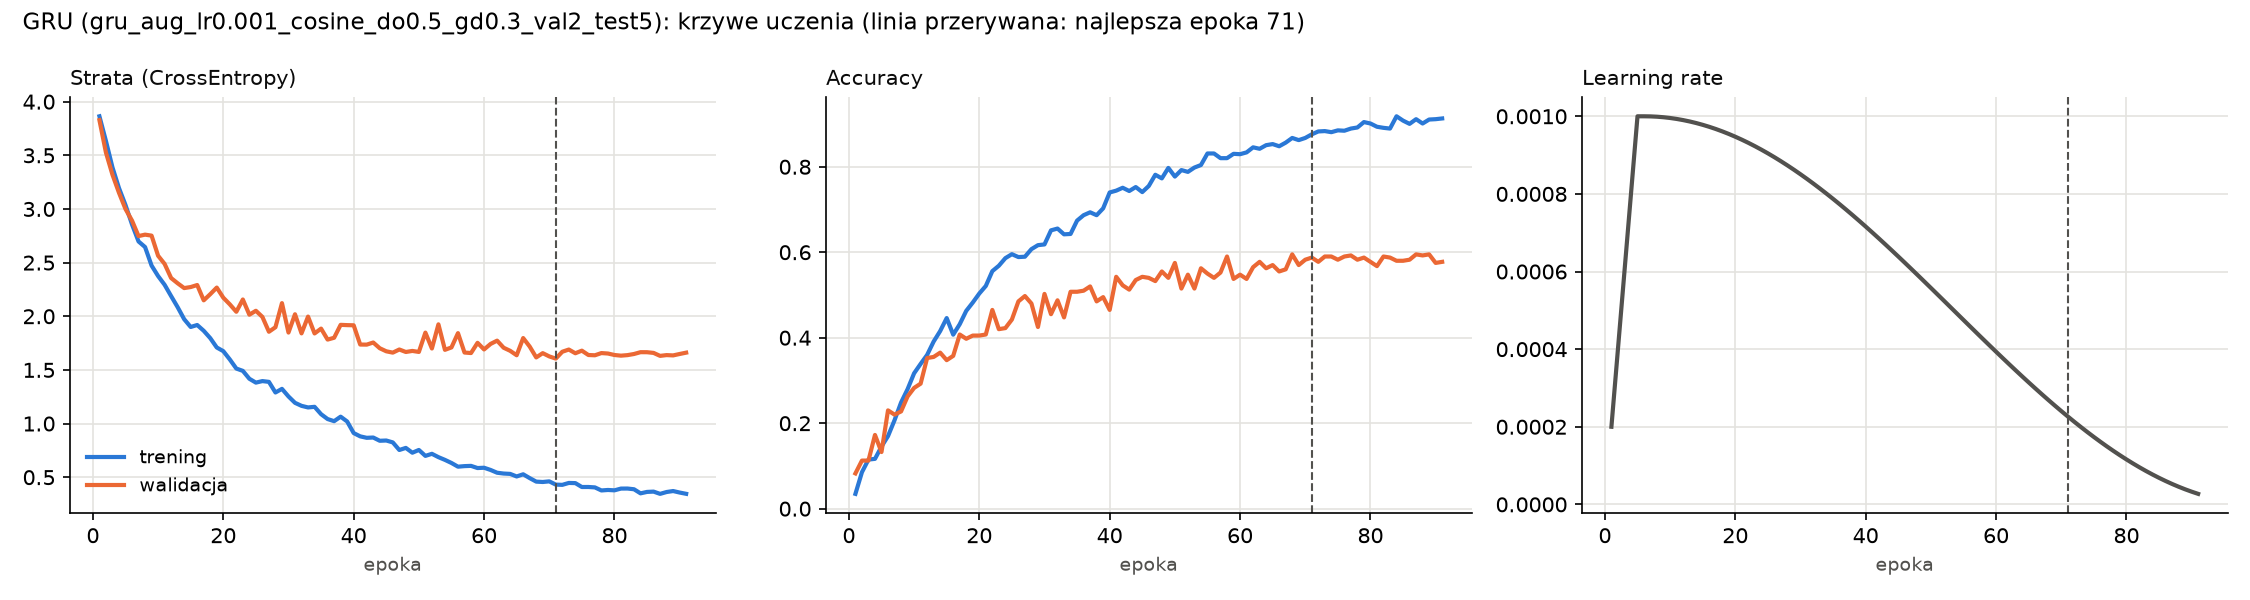 GRU (gru_aug_lr0.001_cosine_do0.5_gd0.3_val2_test5): krzywe uczenia (linia przerywana: najlepsza epoka 71)
Strata (CrossEntropy)
4.0
3.5
3.0
2.5
2.0
1.5
1.0
0.5
trening
walidacja
0 20 40 60 80
epoka
Accuracy
0.8
0.6
0.4
0.2
0.0
0 20 40 60 80
epoka
Learning rate
0.0010
0.0008
0.0006
0.0004
0.0002
0.0000
0 20 40 60 80
epoka